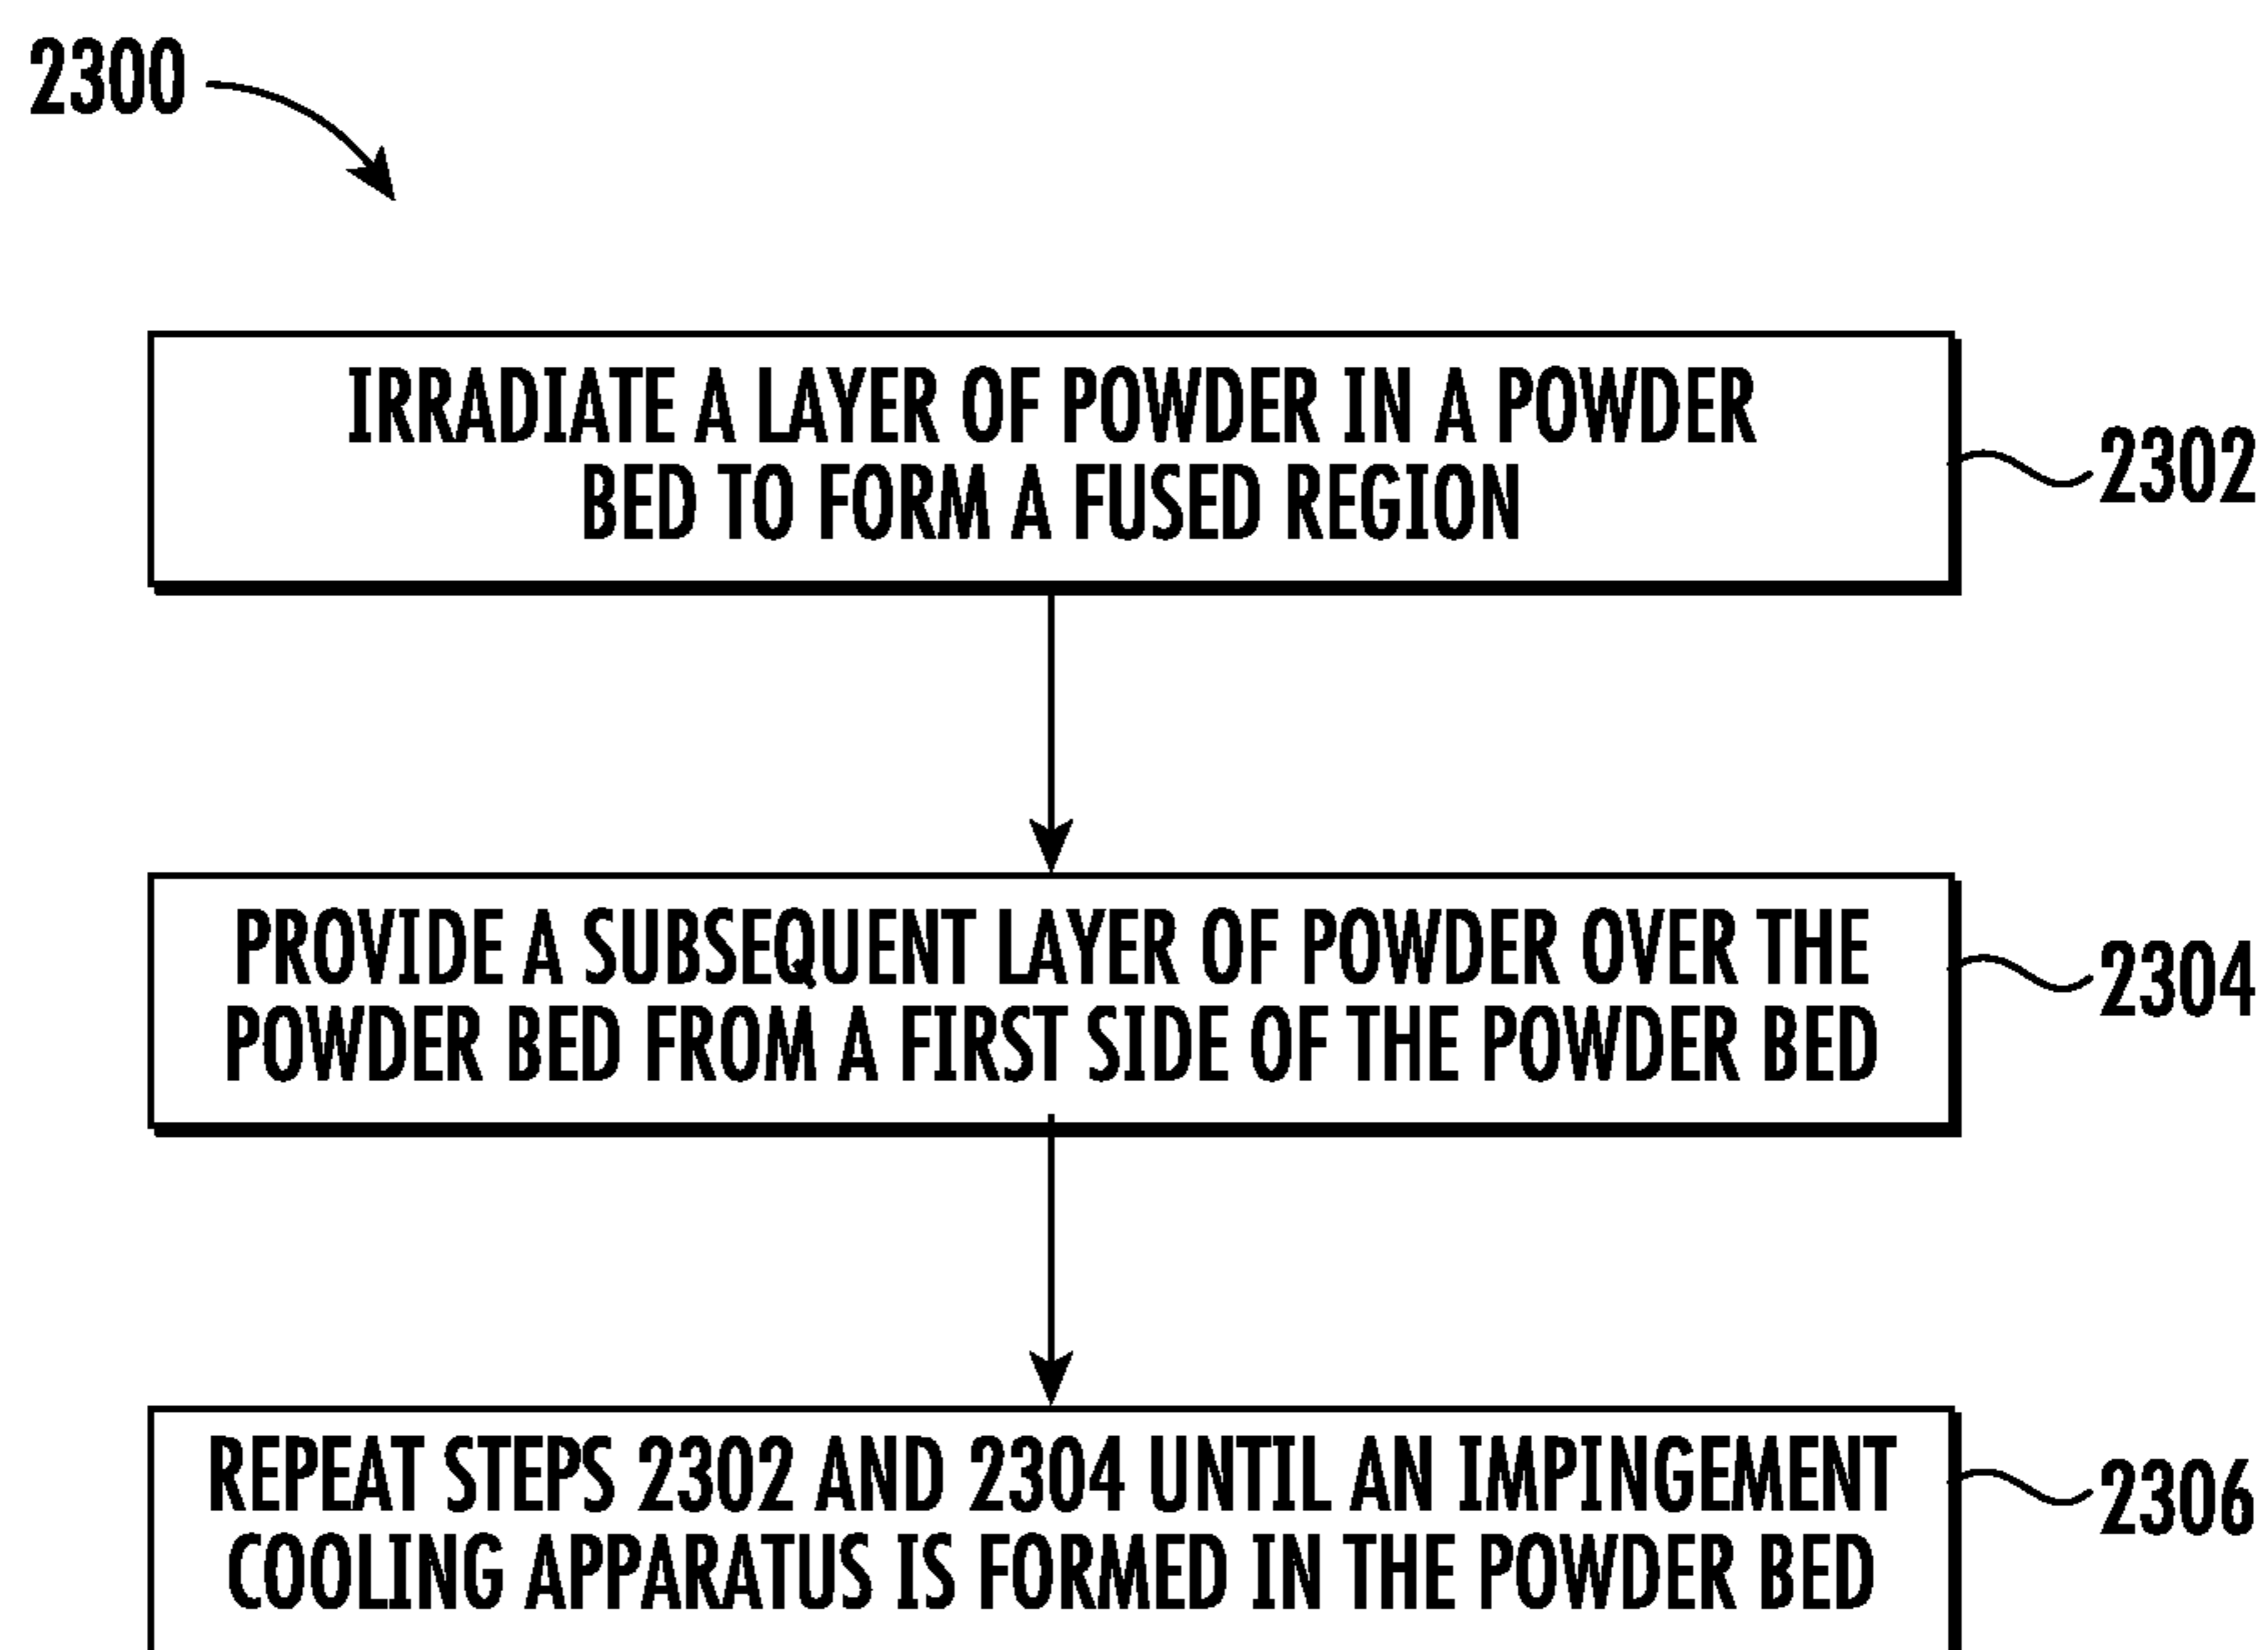 2300
IRRADIATE A LAYER OF POWDER IN A POWDER
BED TO FORM A FUSED REGION
2302
PROVIDE A SUBSEQUENT LAYER OF POWDER OVER THE
POWDER BED FROM A FIRST SIDE OF THE POWDER BED
2304
REPEAT STEPS 2302 AND 2304 UNTIL AN IMPINGEMENT
COOLING APPARATUS IS FORMED IN THE POWDER BED
2306